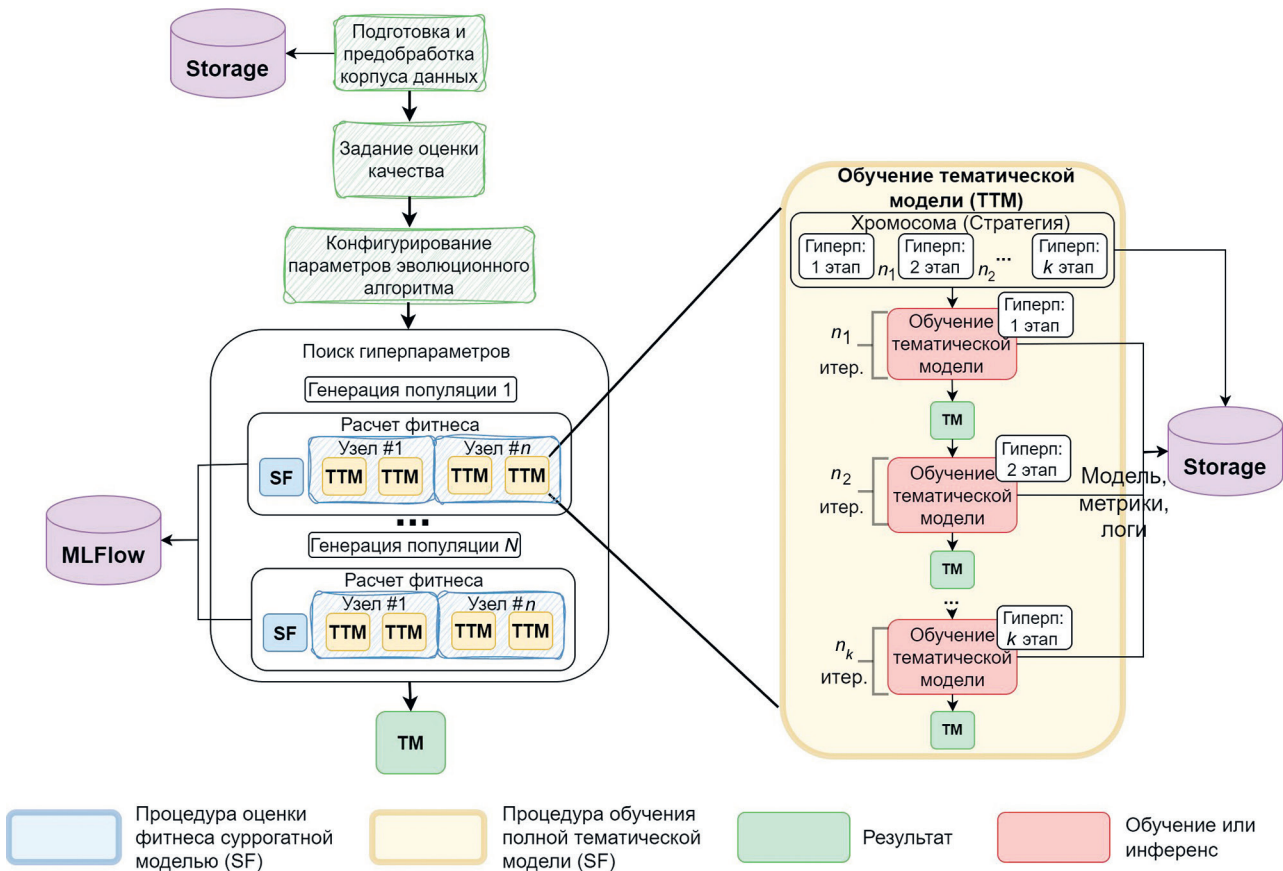 Подготовка и
предобработка
корпуса данных
Storage
Задание оценки
качества
Конфигурирование
параметров эволюционного
алгоритма
Поиск гиперпараметров
Генерация популяции 1
Расчет фитнеса
Узел #1
Узел #n
SF
TTM
TTM
TTM
TTM
...
MLFlow
Генерация популяции N
Расчет фитнеса
Узел #1
Узел #n
SF
TTM
TTM
TTM
TTM
TM
Обучение тематической
модели (TTM)
Хромосома (Стратегия)
Гиперп:
1 этап
n1
Гиперп:
2 этап
n2
...
Гиперп:
k этап
n1
итер.
Обучение
тематической
модели
Гиперп:
1 этап
TM
n2
итер.
Обучение
тематической
модели
Гиперп:
2 этап
TM
...
nk
итер.
Обучение
тематической
модели
Гиперп:
k этап
TM
Storage
Модель,
метрики,
логи
Процедура оценки
фитнеса суррогатной
моделью (SF)
Процедура обучения
полной тематической
модели (SF)
Результат
Обучение или
инференс